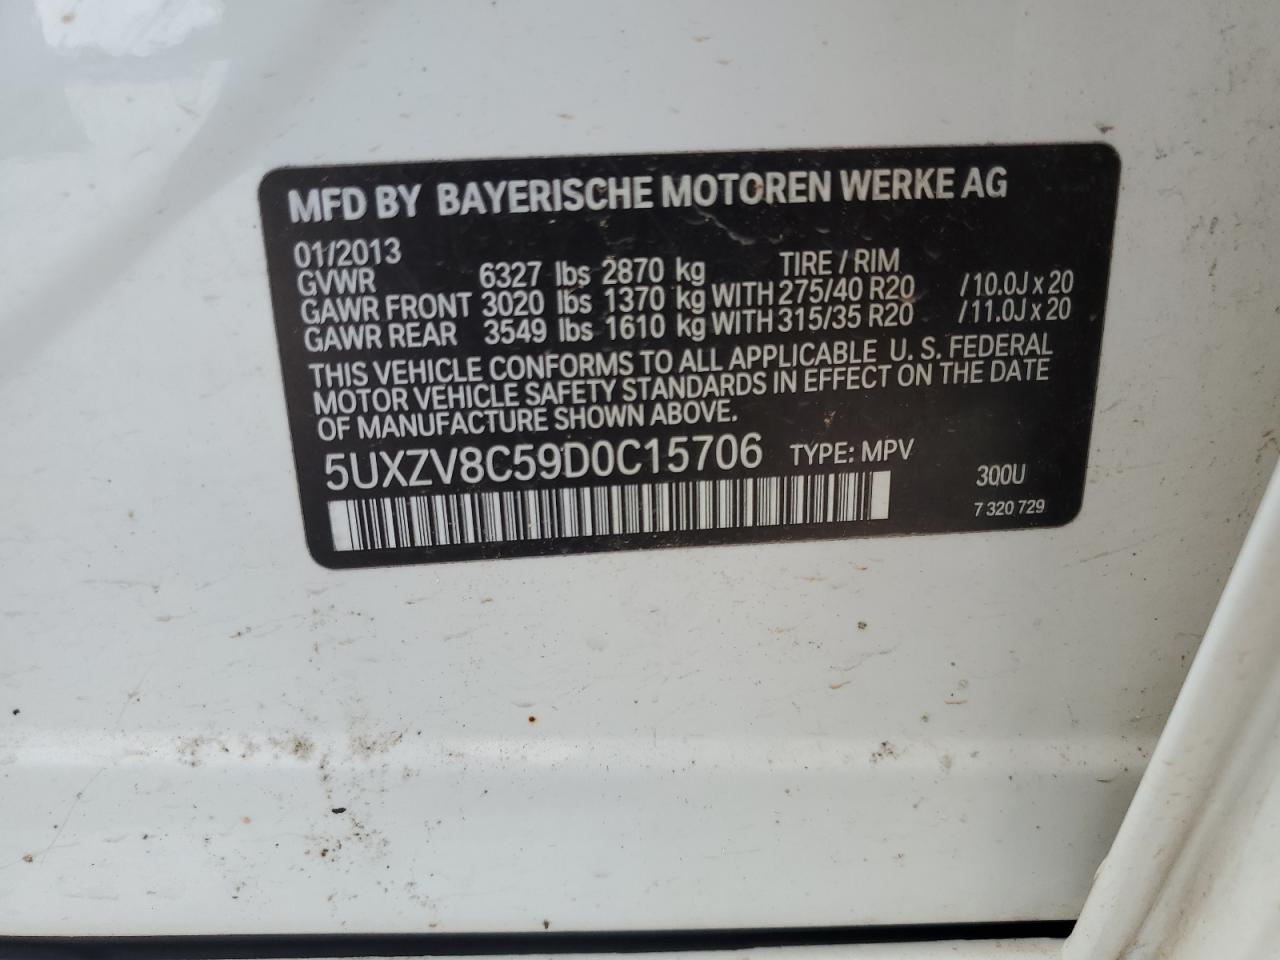 MFD BY BAYERISCHE MOTOREN WERKE AG
01/2013 TIRE / RIM
GVWR 6327 lbs 2870 kg
GAWR FRONT 3020 lbs 1370 kg WITH 275/40 R20 / 10.0J x 20
GAWR REAR 3549 lbs 1610 kg WITH 315/35 R20 / 11.0J x 20
THIS VEHICLE CONFORMS TO ALL APPLICABLE U. S. FEDERAL
MOTOR VEHICLE SAFETY STANDARDS IN EFFECT ON THE DATE
OF MANUFACTURE SHOWN ABOVE.
5UXZV8C59D0C15706 TYPE: MPV
300U
7 320 729